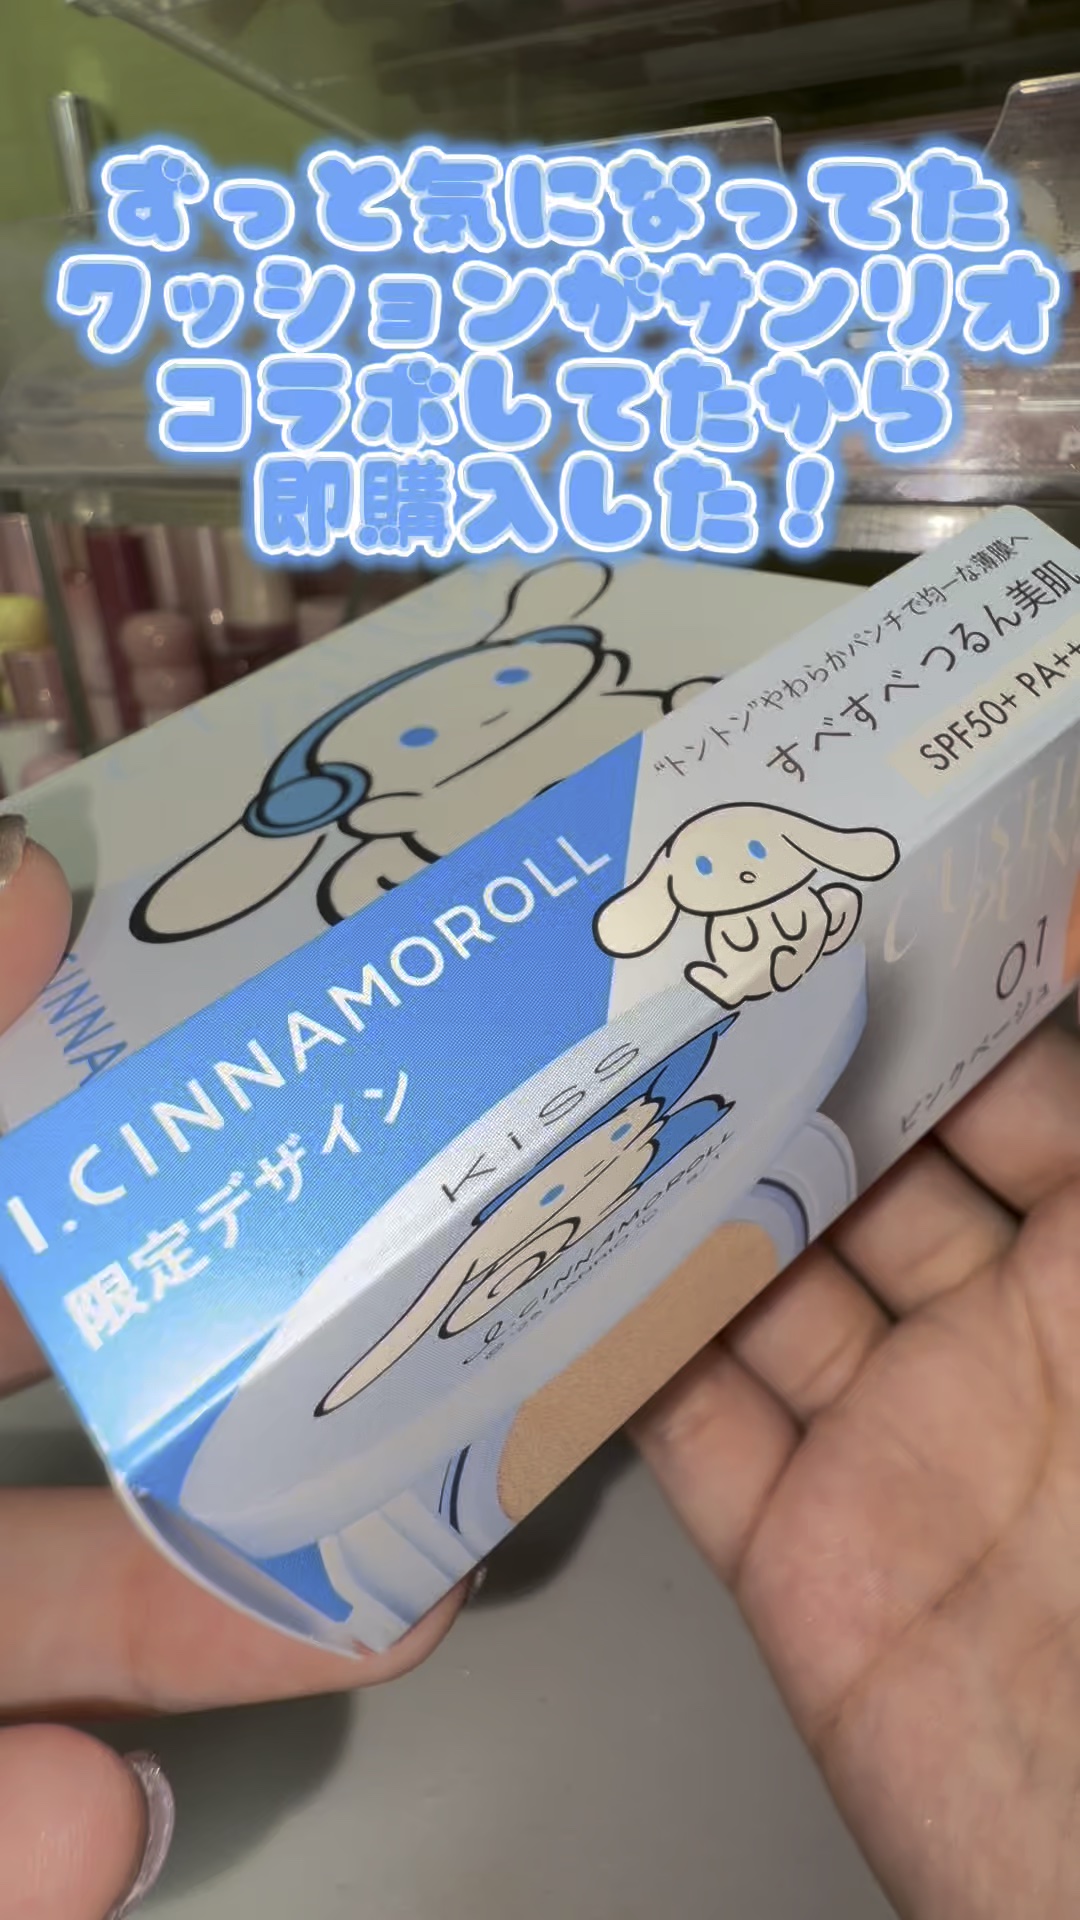 ずっと気になってた
クッションがサンリオ
コラボしてたから
即購入した！
"トントン"やわらかパンチで均一な薄膜へ
すべすべ つるん美肌
SPF50+ PA++
I.CINNAMOROLL
限定デザイン
CINNA
KiSS
I.CINNAMOROLL
01
ピンクベージュ